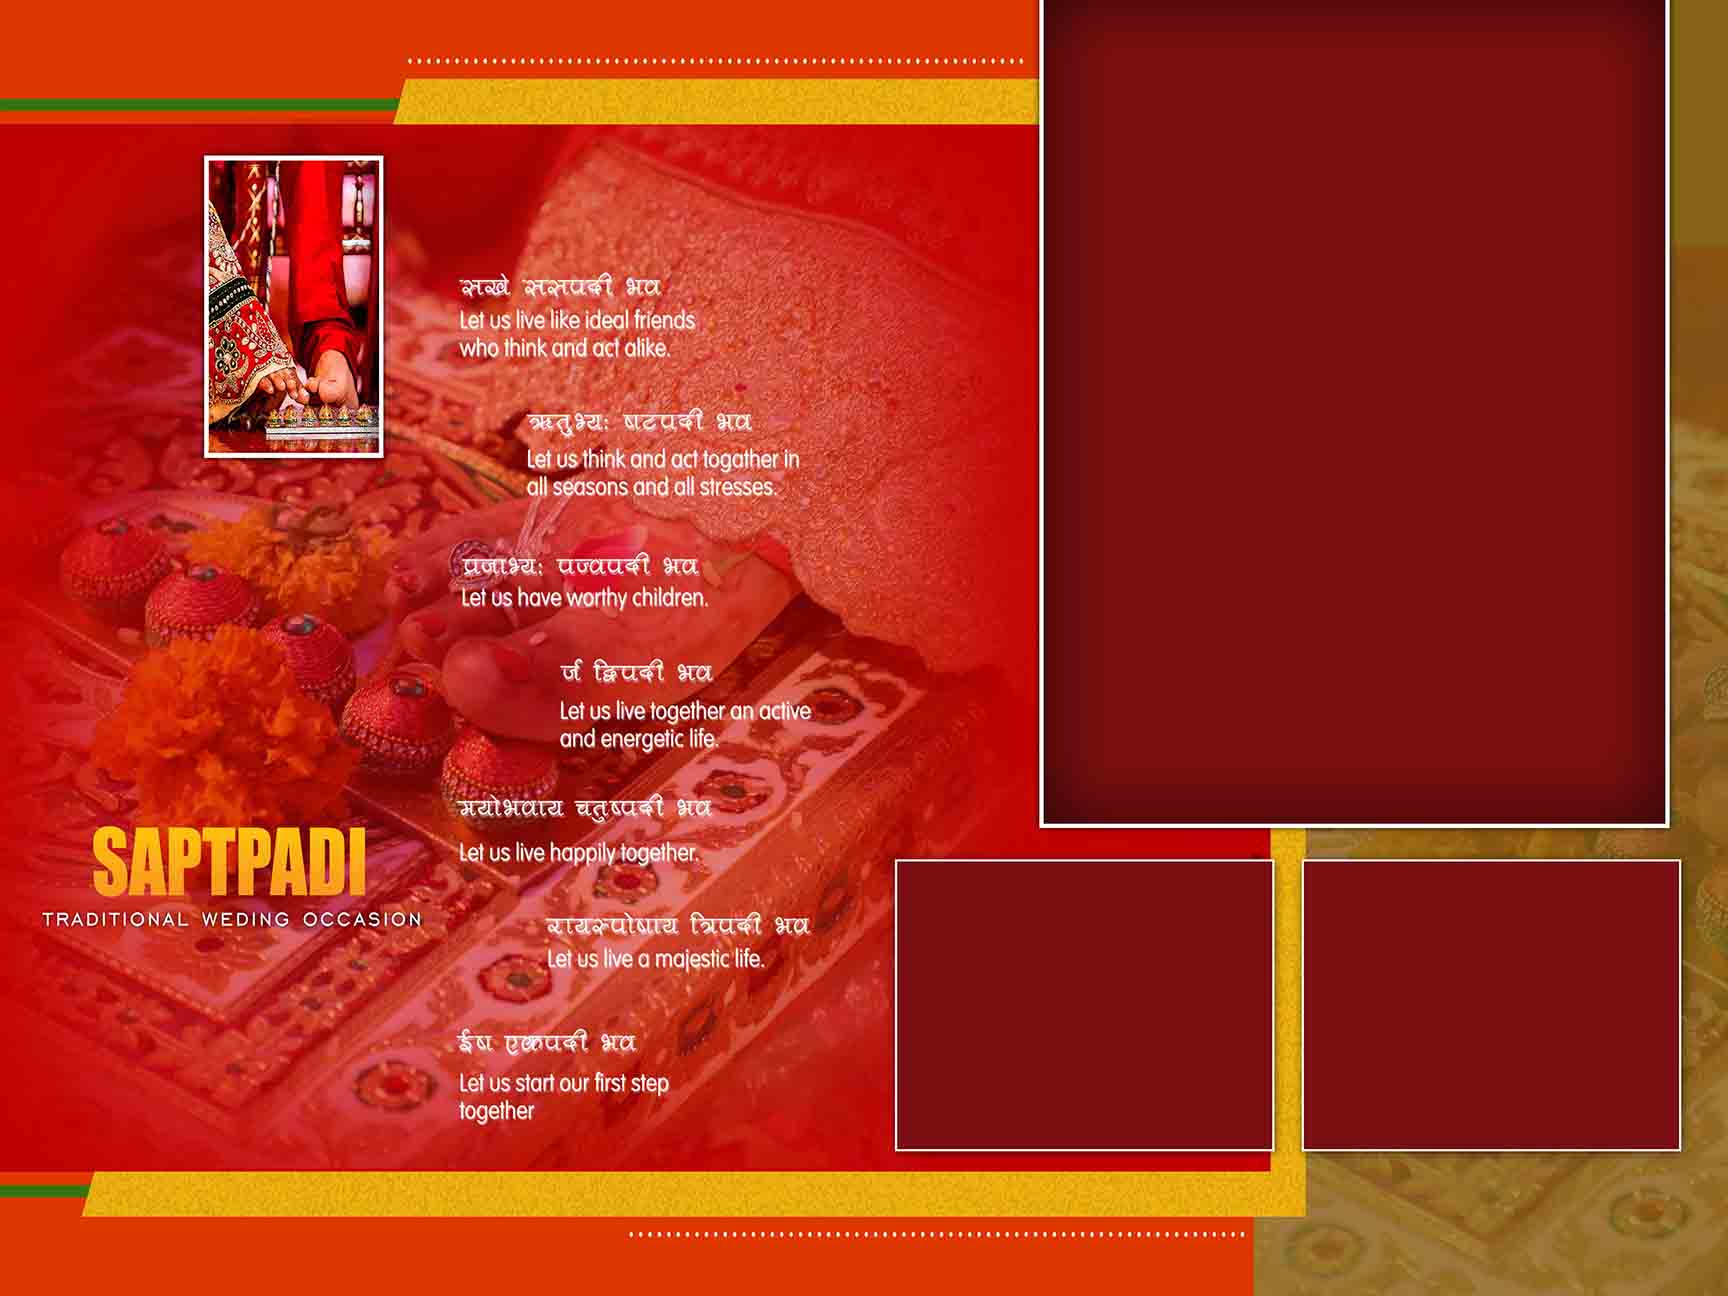 सखे ससपदी भव
Let us live like ideal friends
who think and act alike.
ऋतुभ्य: षटपदी भव
Let us think and act togather in
all seasons and all stresses.
प्रजाभ्य: पज्वपदी भव
Let us have worthy children.
र्ज द्विपदी भव
Let us live together an active
and energetic life.
मयोभवाय चतुष्पदी भव
Let us live happily together.
रायस्पोषाय त्रिपदी भव
Let us live a majestic life.
ईष एकपदी भव
Let us start our first step
together
SAPTPADI
TRADITIONAL WEDING OCCASION